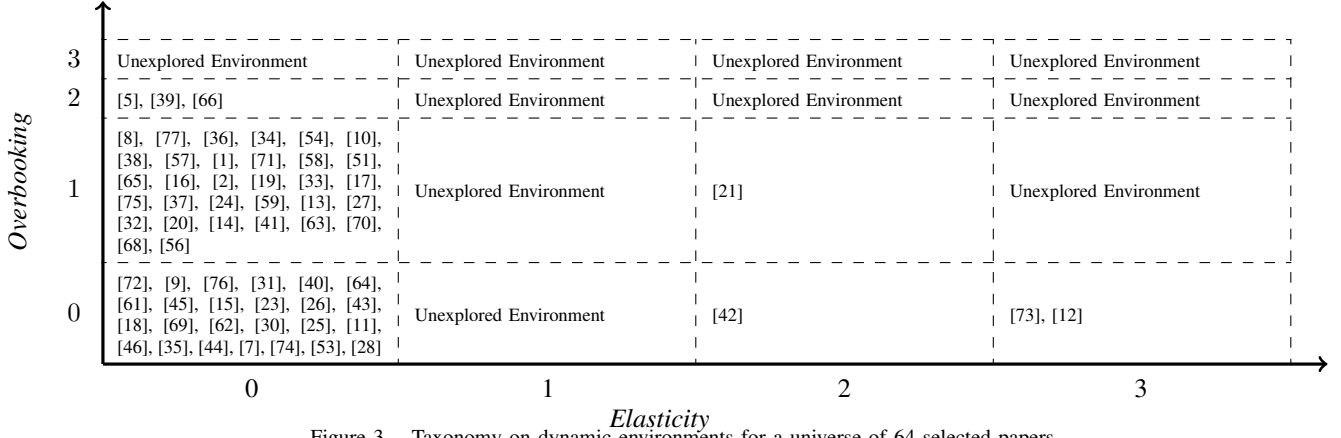 3 Unexplored Environment Unexplored Environment Unexplored Environment Unexplored Environment
2 [5], [39], [66] Unexplored Environment Unexplored Environment Unexplored Environment
[8], [77], [36], [34], [54], [10],
[38], [57], [1], [71], [58], [51],
[65], [16], [2], [19], [33], [17],
1 [75], [37], [24], [59], [13], [27], Unexplored Environment [21] Unexplored Environment
[32], [20], [14], [41], [63], [70],
[68], [56]
[72], [9], [76], [31], [40], [64],
[61], [45], [15], [23], [26], [43],
0 [18], [69], [62], [30], [25], [11], Unexplored Environment [42] [73], [12]
[46], [35], [44], [7], [74], [53], [28]
Overbooking
0 1 2 3
Elasticity
Figure 3. Taxonomy on dynamic environments for a universe of 64 selected papers